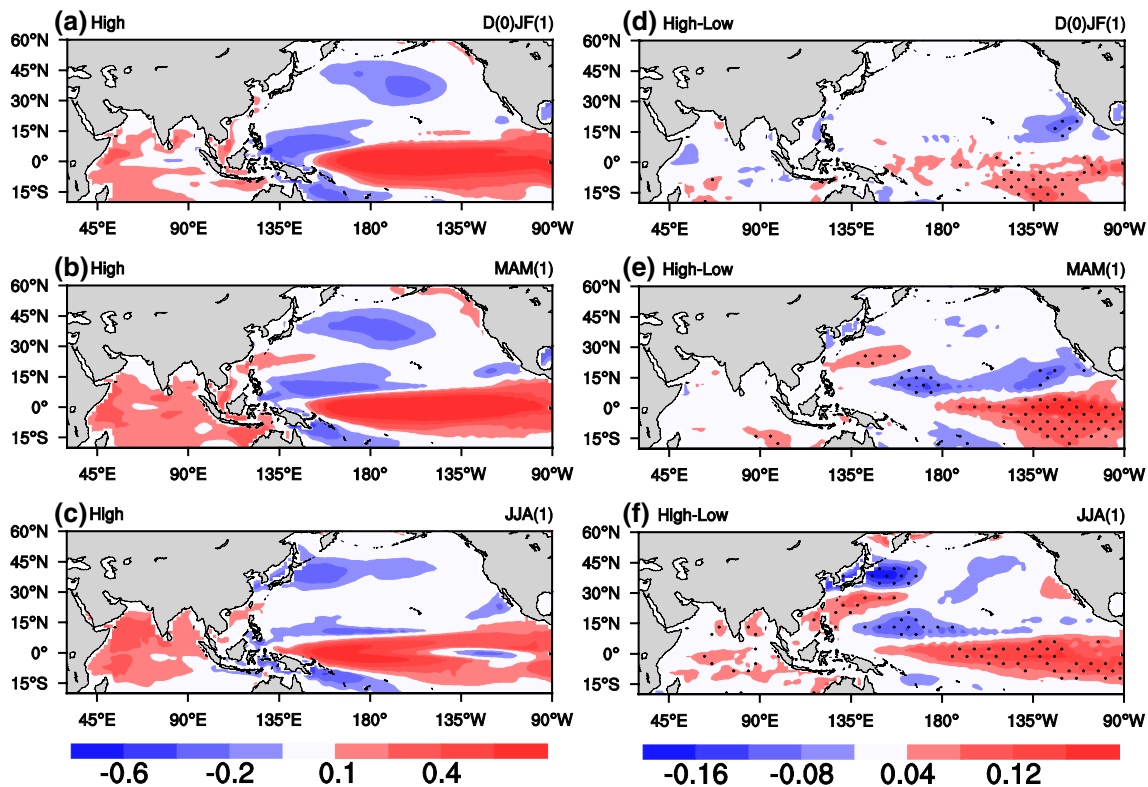 (a) High D(0)JF(1)
60°N
45°N
30°N
15°N
0°
15°S
45°E 90°E 135°E 180° 135°W 90°W
(b) High MAM(1)
60°N
45°N
30°N
15°N
0°
15°S
45°E 90°E 135°E 180° 135°W 90°W
(c) High JJA(1)
60°N
45°N
30°N
15°N
0°
15°S
45°E 90°E 135°E 180° 135°W 90°W
-0.6 -0.2 0.1 0.4
(d) High-Low D(0)JF(1)
60°N
45°N
30°N
15°N
0°
15°S
45°E 90°E 135°E 180° 135°W 90°W
(e) High-Low MAM(1)
60°N
45°N
30°N
15°N
0°
15°S
45°E 90°E 135°E 180° 135°W 90°W
(f) High-Low JJA(1)
60°N
45°N
30°N
15°N
0°
15°S
45°E 90°E 135°E 180° 135°W 90°W
-0.16 -0.08 0.04 0.12